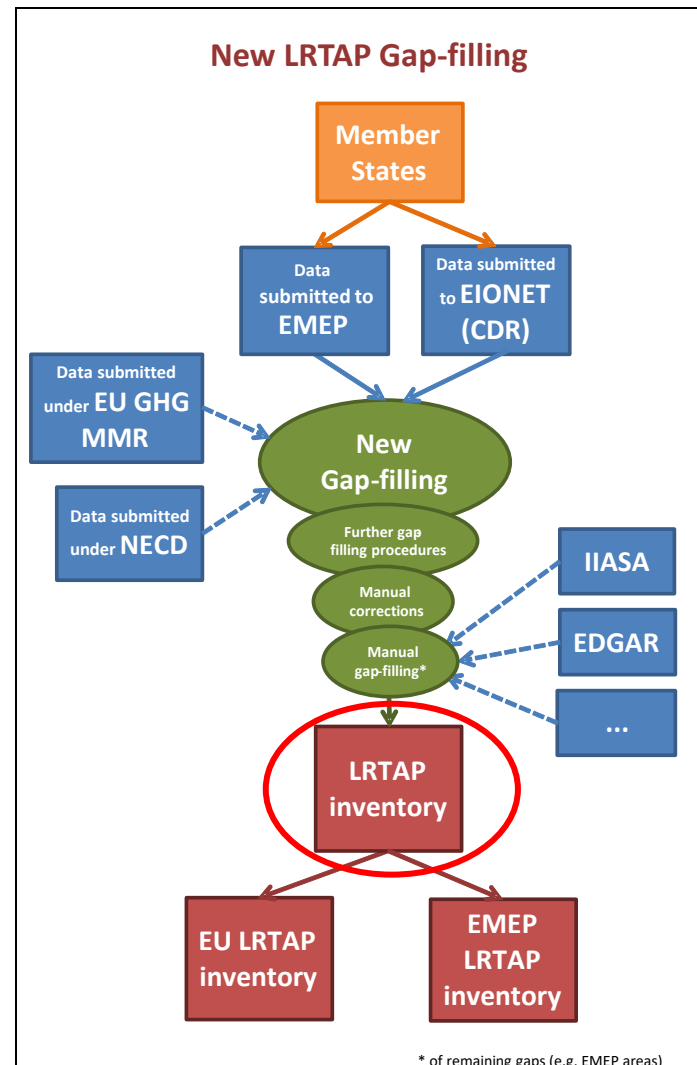 New LRTAP Gap-filling
Member
States
Data
submitted to
EMEP
Data submitted
to EIONET
(CDR)
Data submitted
under EU GHG
MMR
New
Gap-filling
Data submitted
under NECD
Further gap
filling procedures
IIASA
Manual
corrections
EDGAR
Manual
gap-filling*
...
LRTAP
inventory
EU LRTAP
inventory
EMEP
LRTAP
inventory
* of remaining gaps (e.g. EMEP areas)